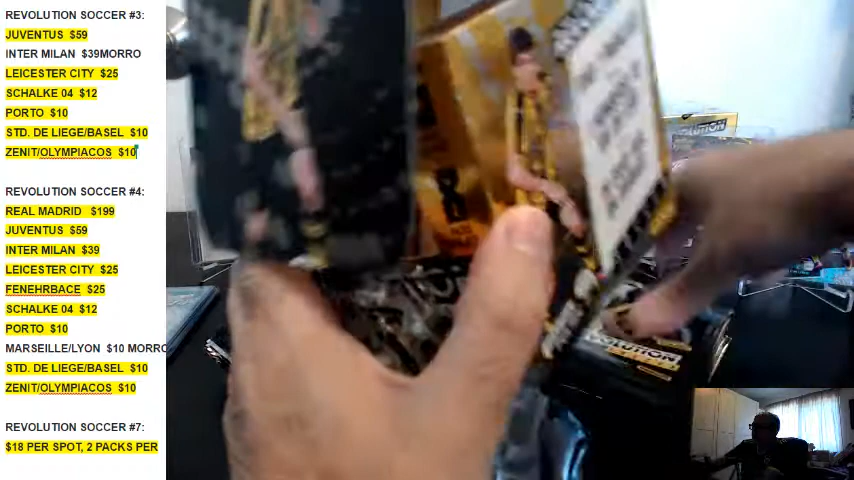 REVOLUTION SOCCER #3:
JUVENTUS $59
INTER MILAN $39MORRO
LEICESTER CITY $25
SCHALKE 04 $12
PORTO $10
STD. DE LIEGE/BASEL $10
ZENIT/OLYMPIACOS $10
REVOLUTION SOCCER #4:
REAL MADRID $199
JUVENTUS $59
INTER MILAN $39
LEICESTER CITY $25
FENEHRBACE $25
SCHALKE 04 $12
PORTO $10
MARSEILLE/LYON $10 MORRO
STD. DE LIEGE/BASEL $10
ZENIT/OLYMPIACOS $10
REVOLUTION SOCCER #7:
$18 PER SPOT, 2 PACKS PER
8